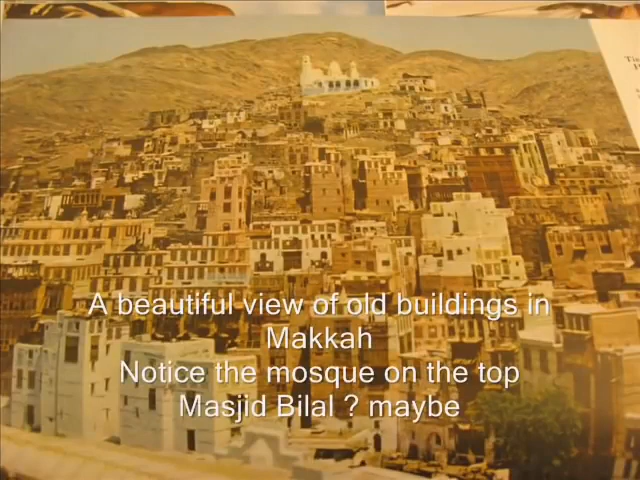 A beautiful view of old buildings in
Makkah
Notice the mosque on the top
Masjid Bilal ? maybe